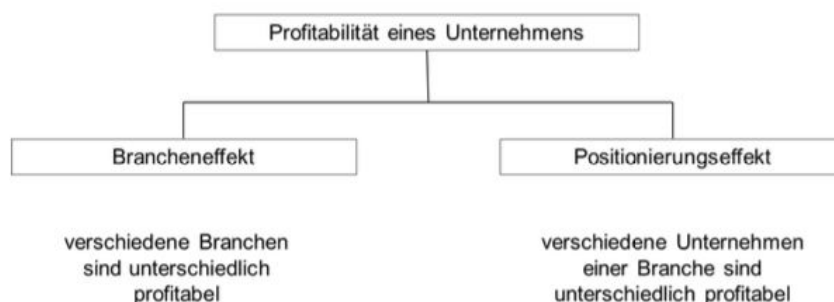 Profitabilität eines Unternehmens
Brancheneffekt
Positionierungseffekt
verschiedene Branchen
sind unterschiedlich
profitabel
verschiedene Unternehmen
einer Branche sind
unterschiedlich profitabel